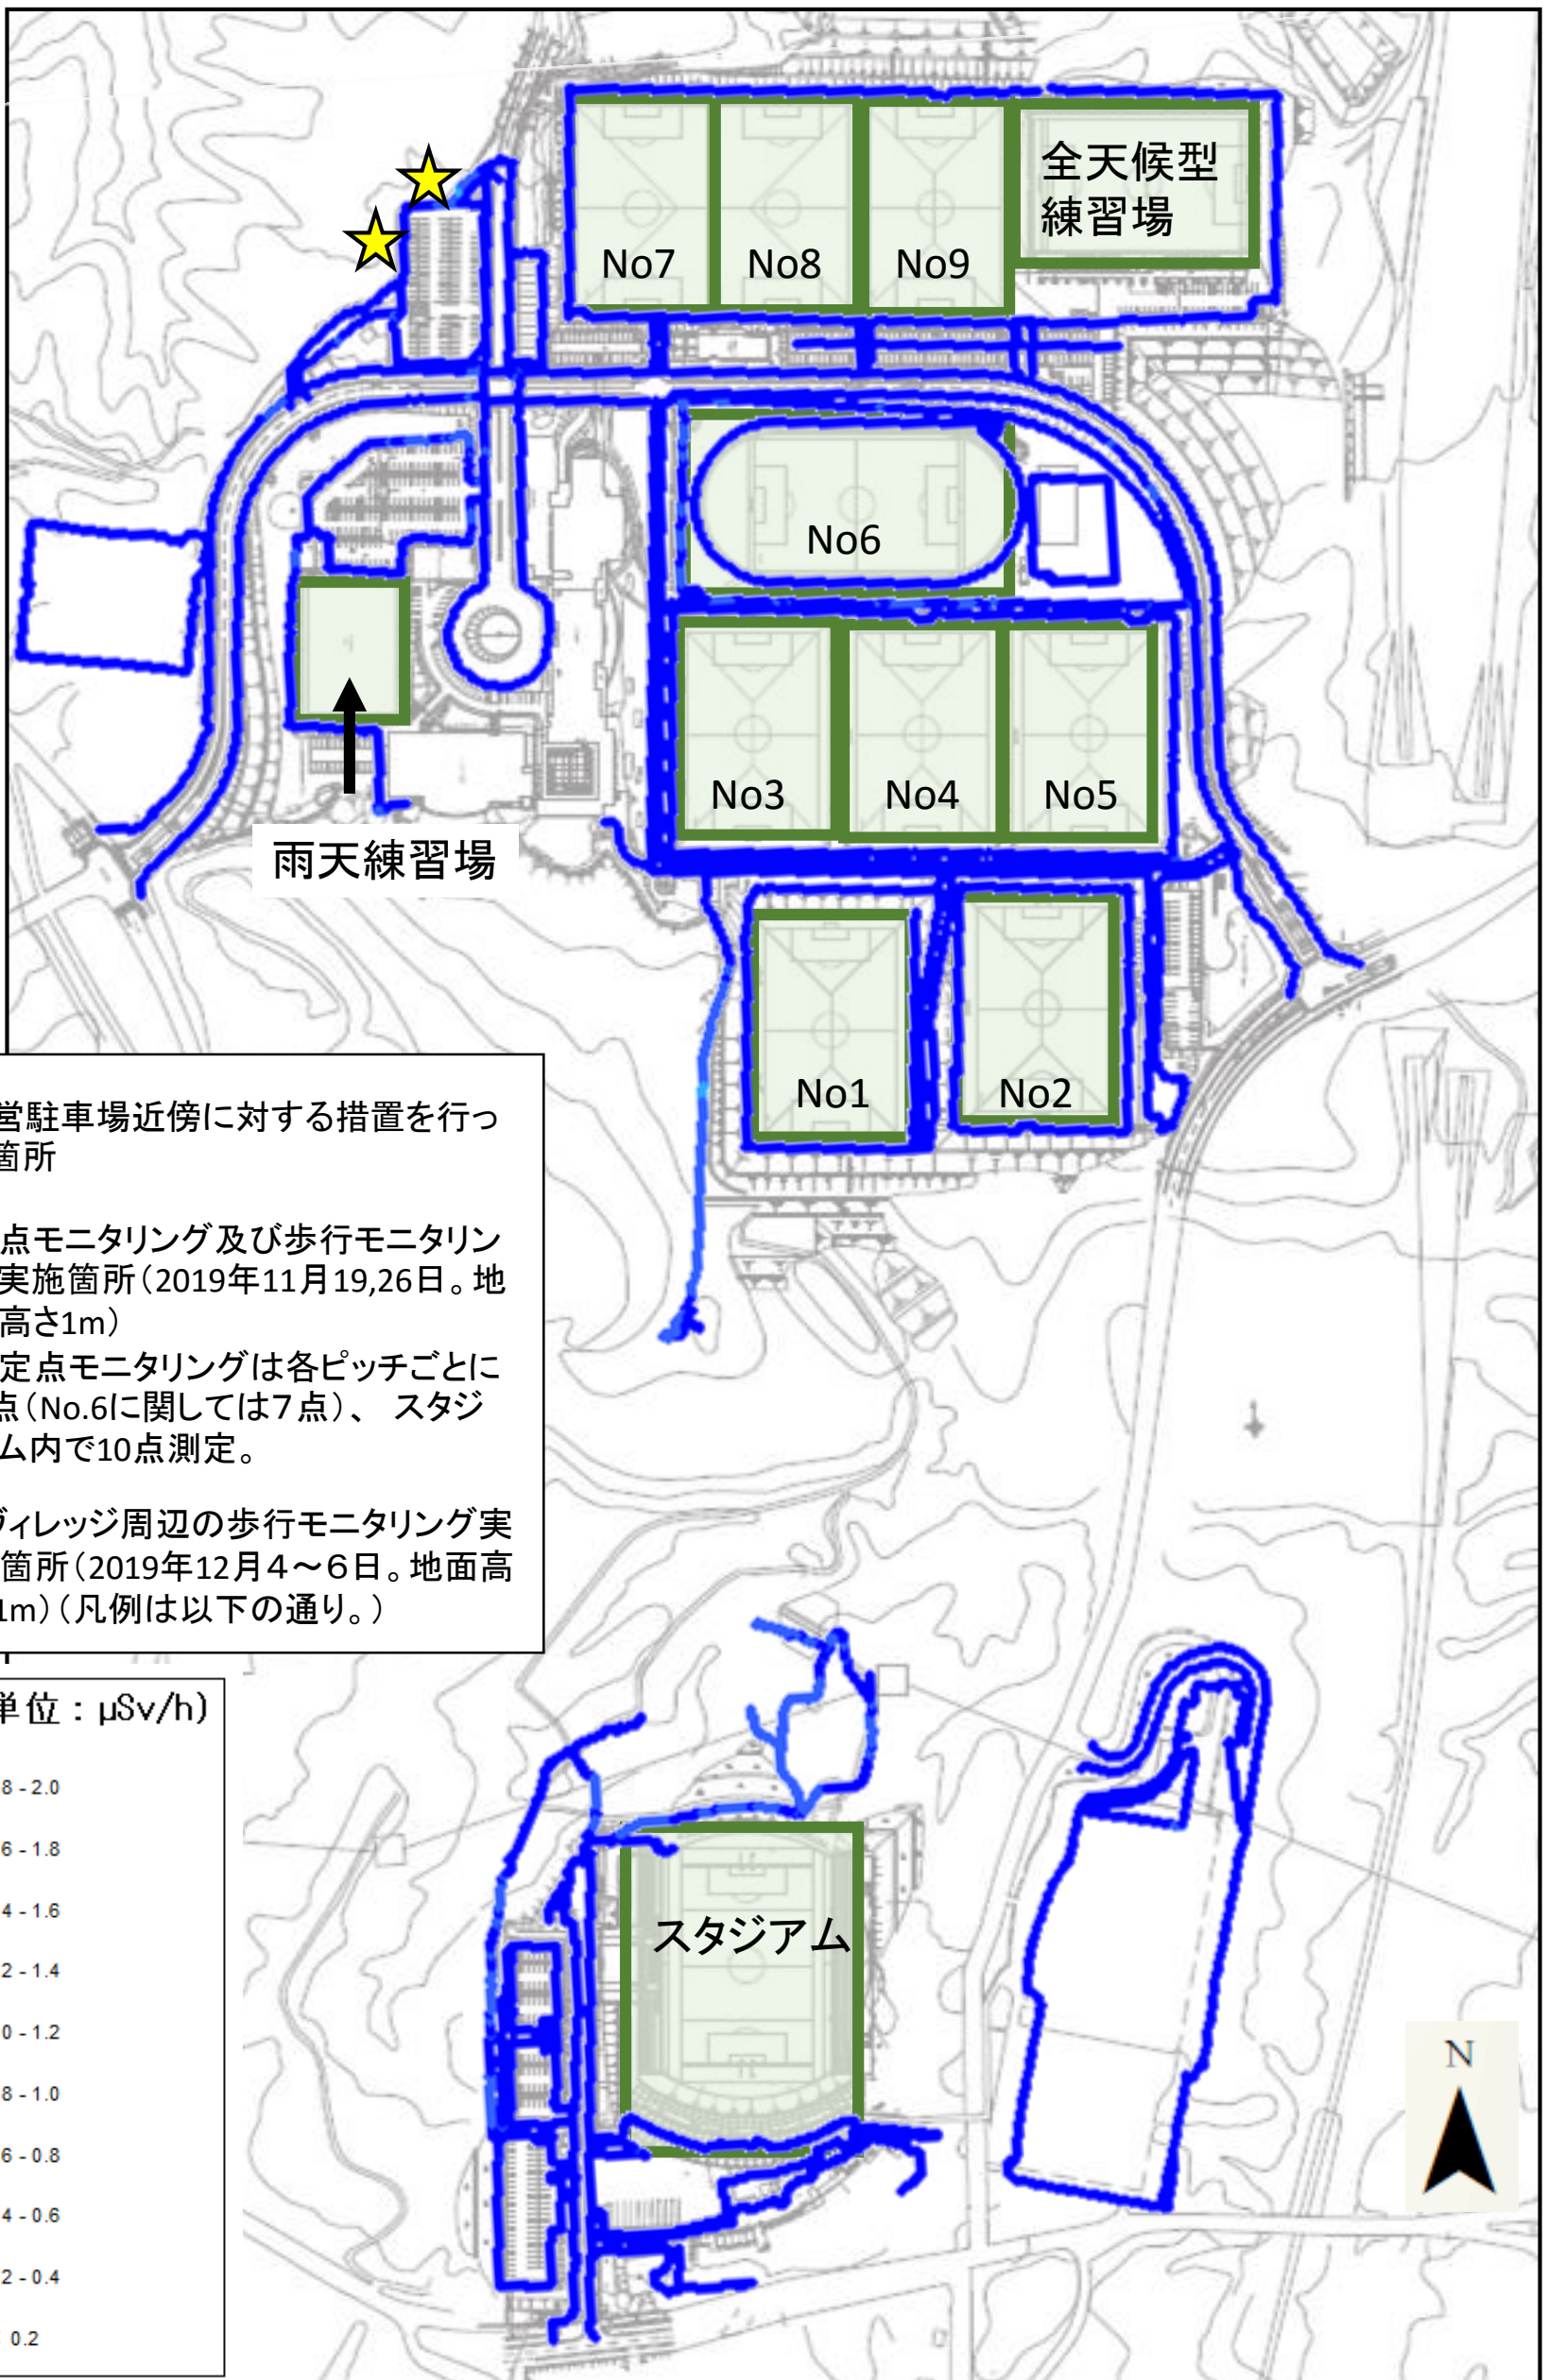 全天候型
練習場
No7
No8
No9
No6
No3
No4
No5
雨天練習場
No1
No2
営駐車場近傍に対する措置を行っ
箇所
点モニタリング及び歩行モニタリン
実施箇所（2019年11月19,26日。地
高さ1m）
定点モニタリングは各ピッチごとに
点（No.6に関しては７点）、 スタジ
ム内で10点測定。
ヴィレッジ周辺の歩行モニタリング実
箇所（2019年12月４～６日。地面高
1m）（凡例は以下の通り。）
単位：μSv/h)
8 - 2.0
6 - 1.8
4 - 1.6
2 - 1.4
0 - 1.2
8 - 1.0
6 - 0.8
4 - 0.6
2 - 0.4
0.2
スタジアム
N